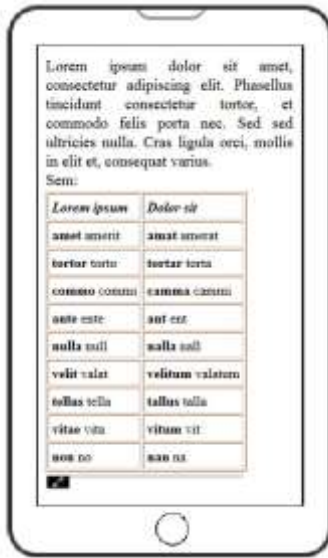 Lorem ipsum dolor sit amet,
consectetur adipiscing elit. Phasellus
tincidunt consectetur tortor, et
commodo felis porta nec. Sed sed
ultricies nulla. Cras ligula orci, mollis
in elit et, consequat varius.
Sem:
Lorem ipsum Dolor sit
amet amerit amat amerat
tortor torto tortar torta
commo commi camma cammi
ante ente ant ent
nulla null nalla nall
velit valat velitum valatum
tellus tella tallus talla
vitae vita vitum vit
non no nan na